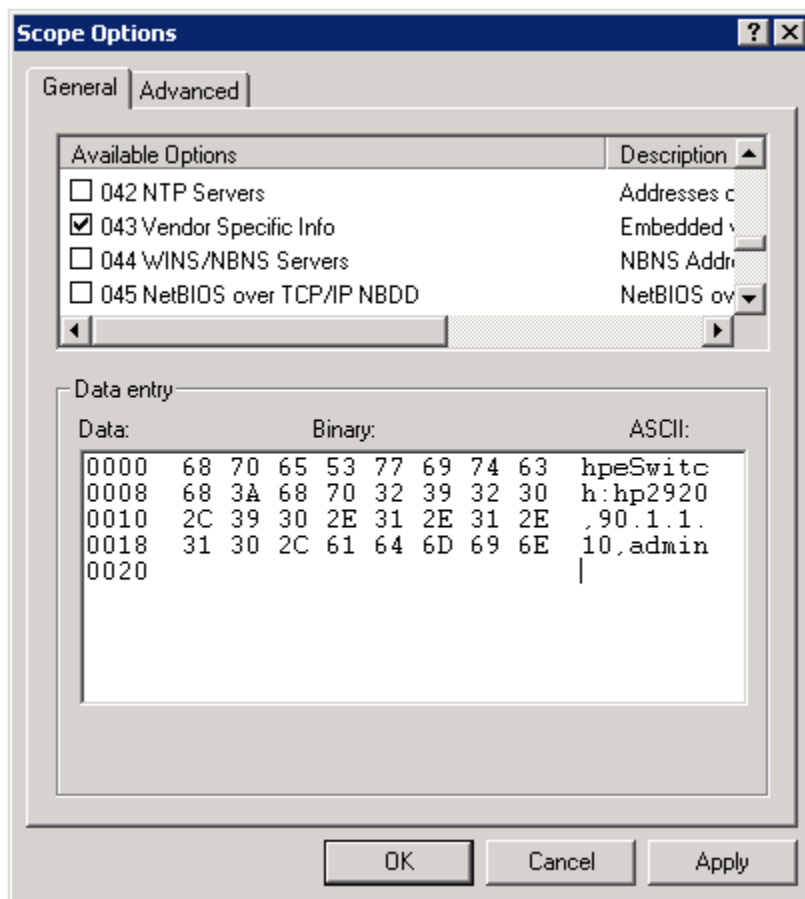 Scope Options
General Advanced
Available Options Description
042 NTP Servers Addresses o
043 Vendor Specific Info Embedded v
044 WINS/NBNS Servers NBNS Addre
045 NetBIOS over TCP/IP NBDD NetBIOS ov
Data entry
Data: Binary: ASCII:
0000 68 70 65 53 77 69 74 63 hpeSwitc
0008 68 3A 68 70 32 39 32 30 h:hp2920
0010 2C 39 30 2E 31 2E 31 2E ,90.1.1.
0018 31 30 2C 61 64 6D 69 6E 10,admin
0020
OK Cancel Apply